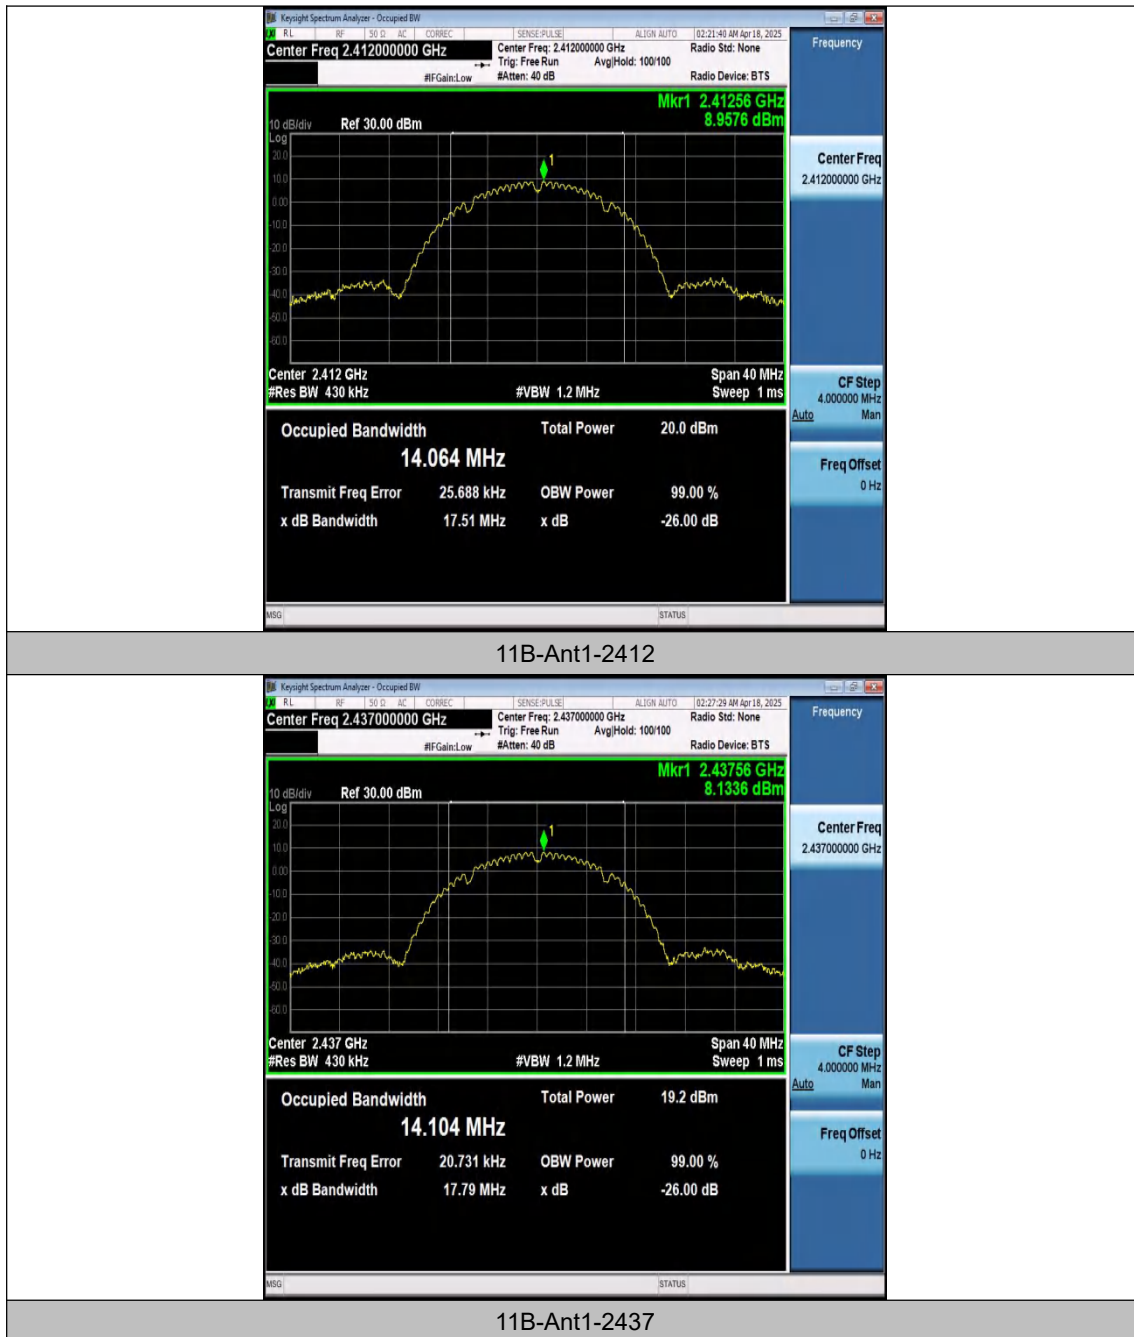 Keysight Spectrum Analyzer - Occupied BW
RL RF 50 Ω AC CORREC SENSE:PULSE ALIGN AUTO 02:21:40 AM Apr 18, 2025
Center Freq 2.412000000 GHz Center Freq: 2.412000000 GHz Radio Std: None Frequency
Trig: Free Run Avg|Hold: 100/100
#IFGain:Low #Atten: 40 dB Radio Device: BTS
Mkr1 2.41256 GHz
8.9576 dBm
10 dB/div Ref 30.00 dBm
Log
20.0
10.0
0.00
-10.0
-20.0
-30.0
-40.0
-50.0
-60.0
1
Center Freq
2.412000000 GHz
Center 2.412 GHz Span 40 MHz
#Res BW 430 kHz #VBW 1.2 MHz Sweep 1 ms
CF Step
4.000000 MHz
Auto Man
Occupied Bandwidth Total Power 20.0 dBm
14.064 MHz
Transmit Freq Error 25.688 kHz OBW Power 99.00 %
x dB Bandwidth 17.51 MHz x dB -26.00 dB
Freq Offset
0 Hz
MSG STATUS
11B-Ant1-2412
Keysight Spectrum Analyzer - Occupied BW
RL RF 50 Ω AC CORREC SENSE:PULSE ALIGN AUTO 02:27:29 AM Apr 18, 2025
Center Freq 2.437000000 GHz Center Freq: 2.437000000 GHz Radio Std: None Frequency
Trig: Free Run Avg|Hold: 100/100
#IFGain:Low #Atten: 40 dB Radio Device: BTS
Mkr1 2.43756 GHz
8.1336 dBm
10 dB/div Ref 30.00 dBm
Log
20.0
10.0
0.00
-10.0
-20.0
-30.0
-40.0
-50.0
-60.0
1
Center Freq
2.437000000 GHz
Center 2.437 GHz Span 40 MHz
#Res BW 430 kHz #VBW 1.2 MHz Sweep 1 ms
CF Step
4.000000 MHz
Auto Man
Occupied Bandwidth Total Power 19.2 dBm
14.104 MHz
Transmit Freq Error 20.731 kHz OBW Power 99.00 %
x dB Bandwidth 17.79 MHz x dB -26.00 dB
Freq Offset
0 Hz
MSG STATUS
11B-Ant1-2437